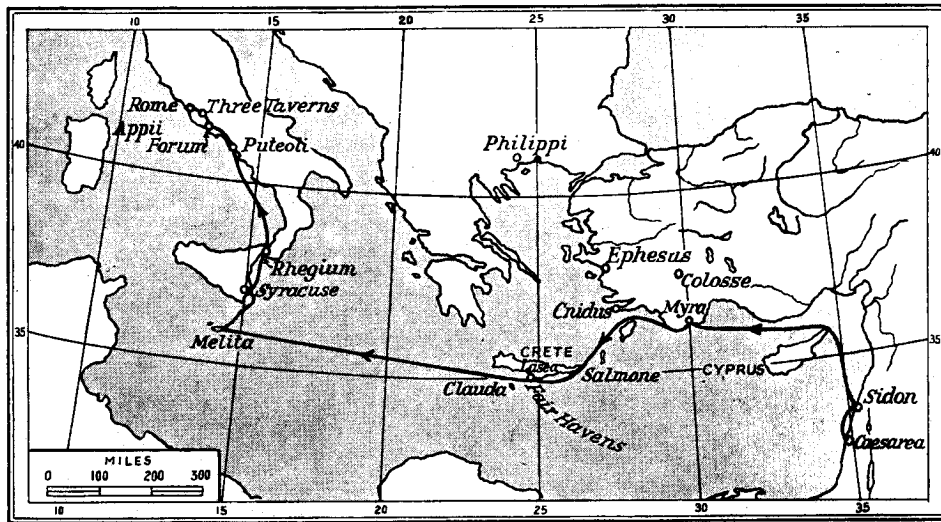 10 15 20 25 30 35
Rome Three Taverns
Appii
Forum Puteoli
Philippi
40 40
Ephesus
Colosse
Rhegium
Syracuse
Cnidus Myra
35 35
Melita
CRETE
Lasea
Clauda Salmone CYPRUS
Fair Havens
Sidon
Caesarea
MILES
0 100 200 300
10 15 20 25 30 35